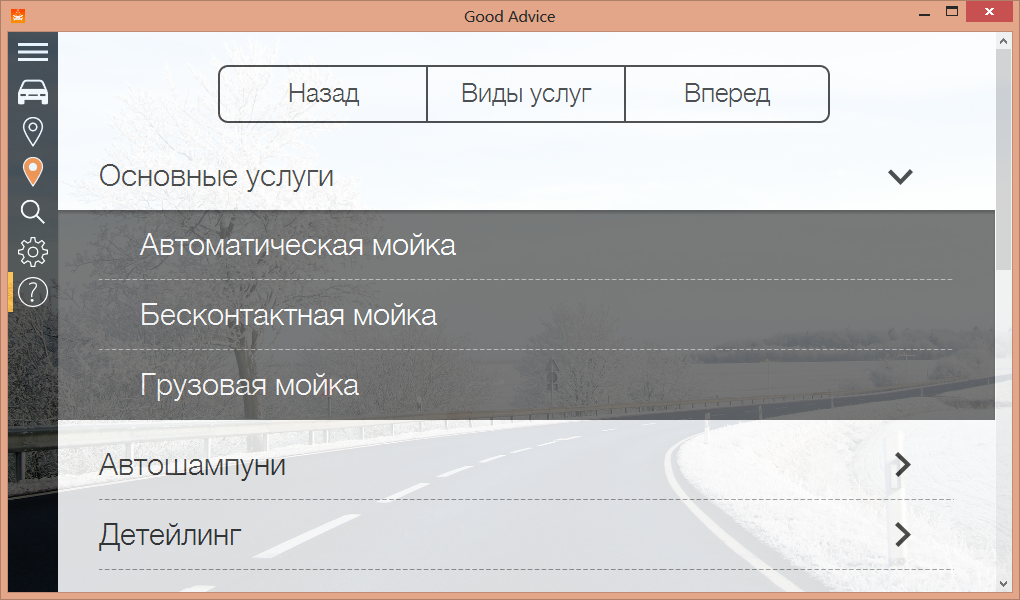 Good Advice
Назад Виды услуг Вперед
Основные услуги
Автоматическая мойка
Бесконтактная мойка
Грузовая мойка
Автошампуни
Детейлинг